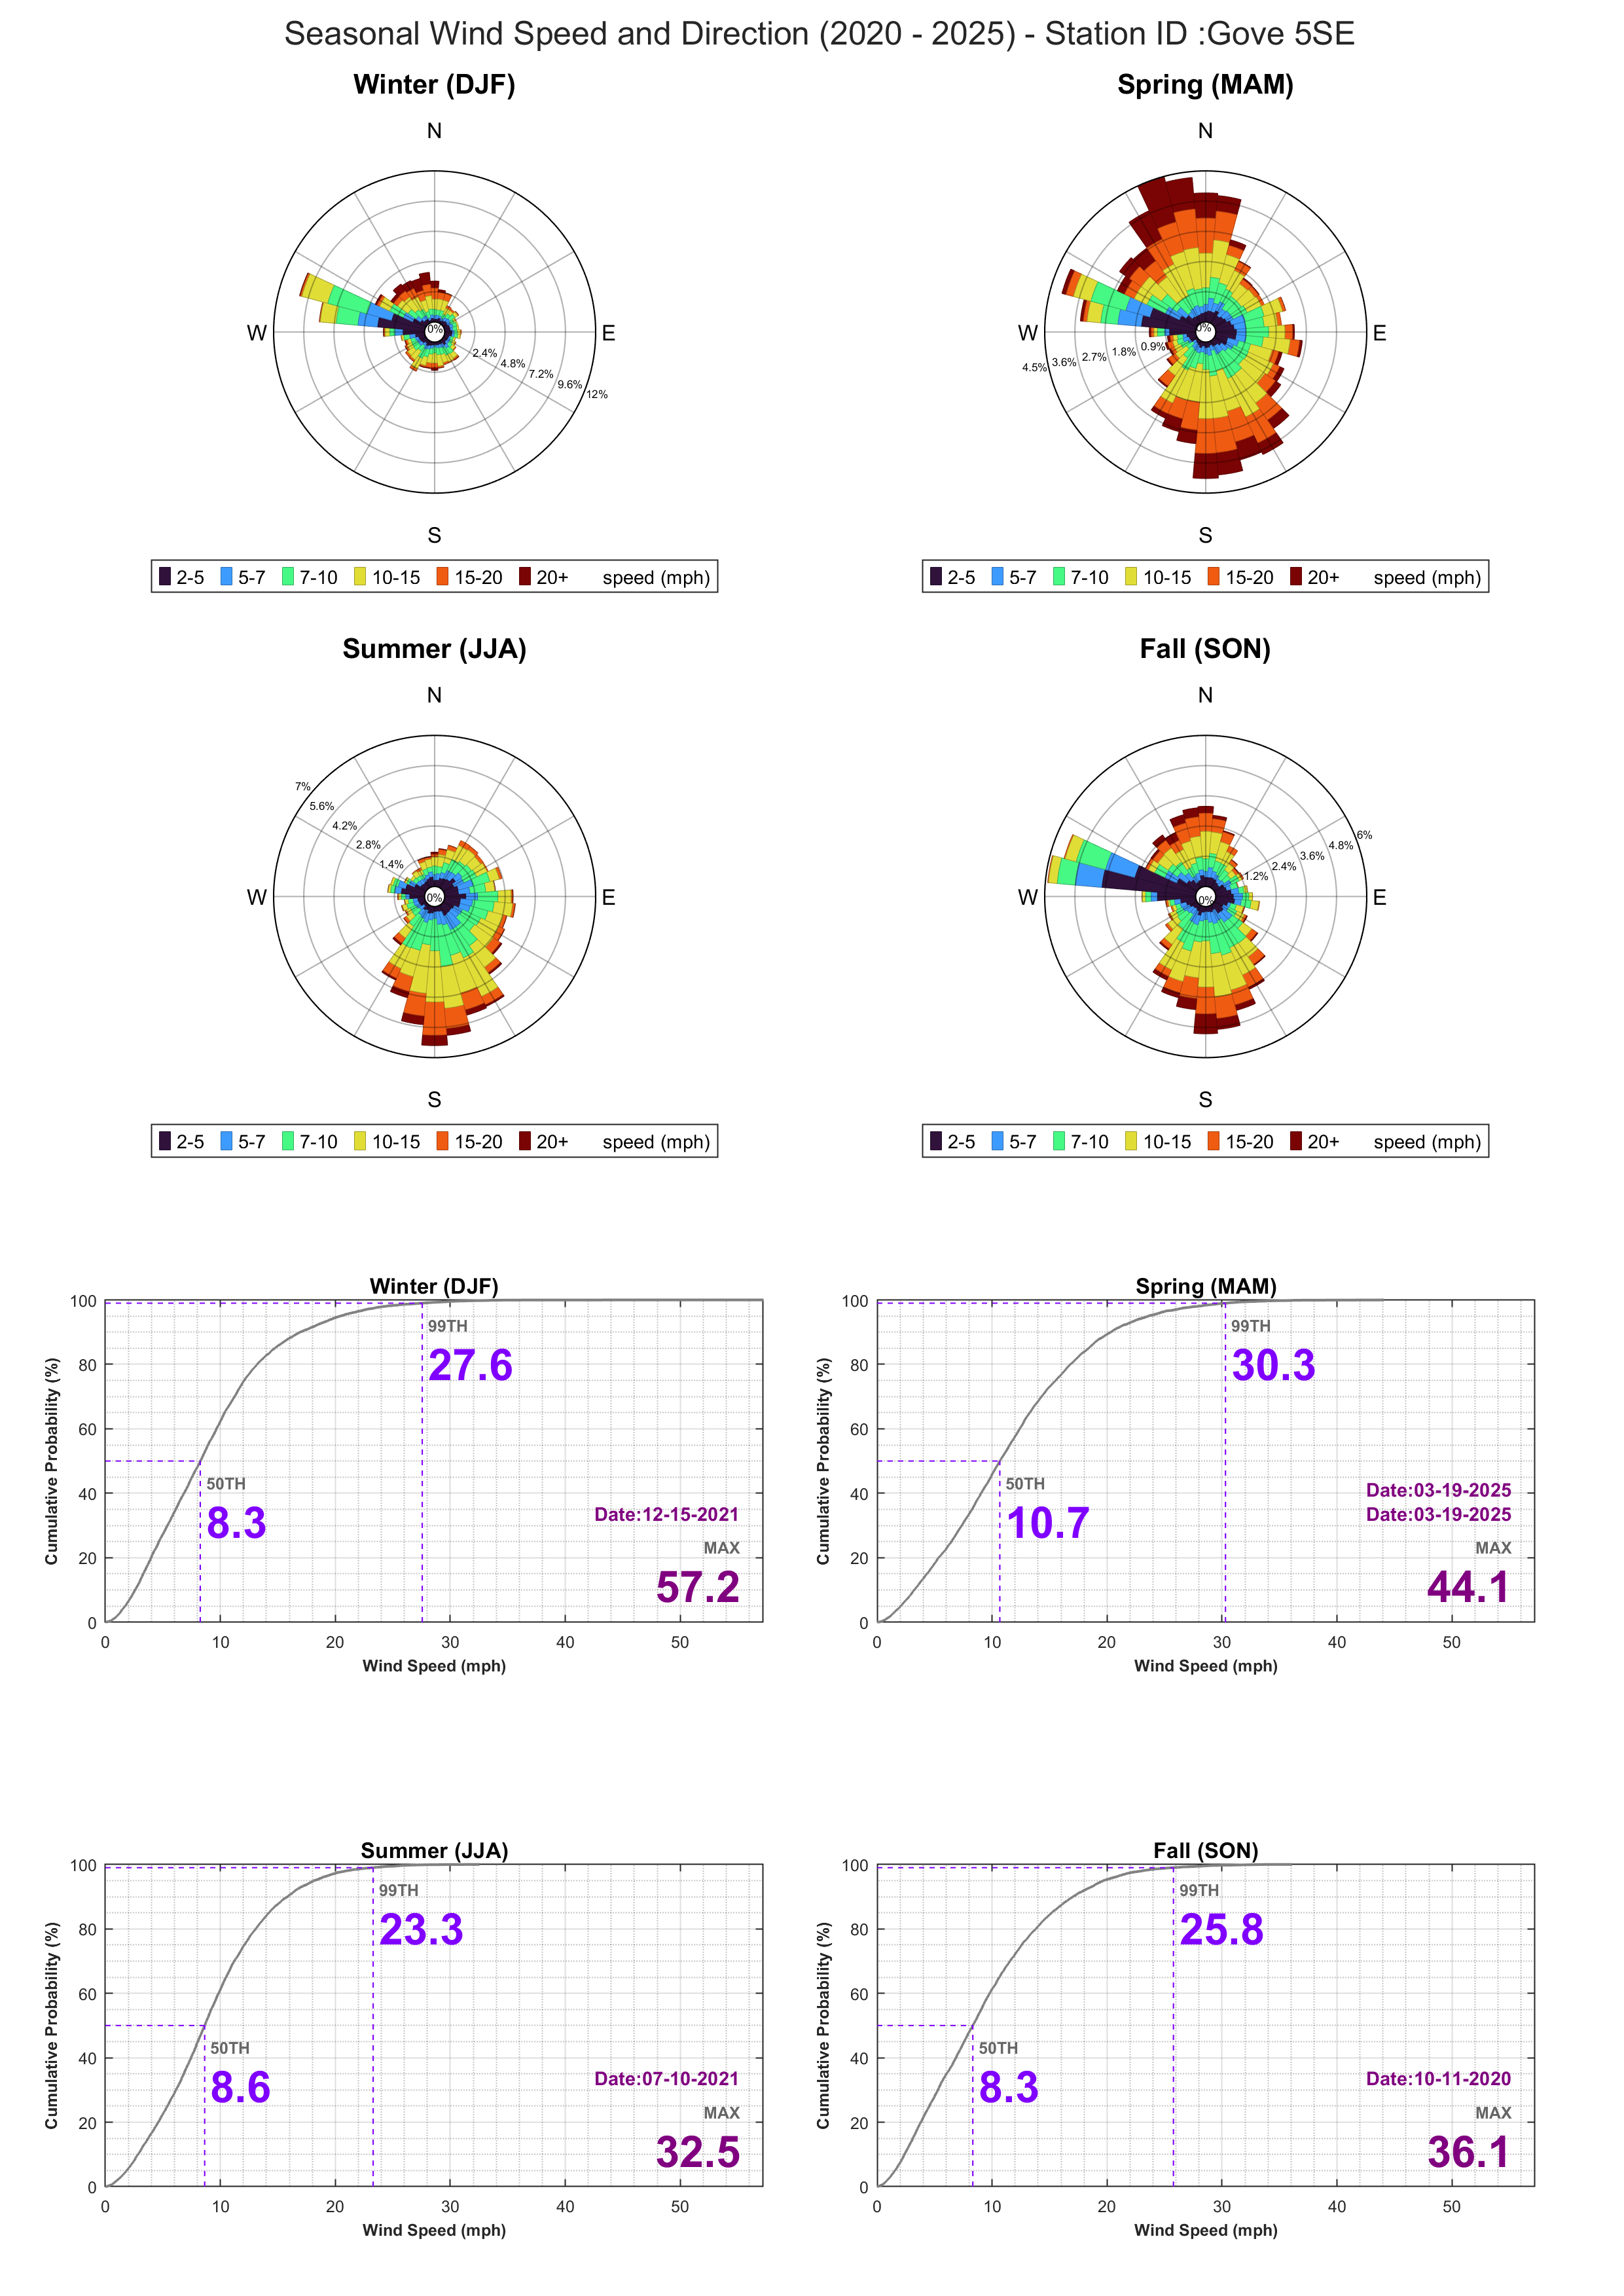 Seasonal Wind Speed and Direction (2020 - 2025) - Station ID :Gove 5SE
Winter (DJF)
N
W
E
S
0%
2.4%
4.8%
7.2%
9.6%
12%
2-5 5-7 7-10 10-15 15-20 20+ speed (mph)
Spring (MAM)
N
W
E
S
0%
0.9%
1.8%
2.7%
3.6%
4.5%
2-5 5-7 7-10 10-15 15-20 20+ speed (mph)
Summer (JJA)
N
W
E
S
0%
1.4%
2.8%
4.2%
5.6%
7%
2-5 5-7 7-10 10-15 15-20 20+ speed (mph)
Fall (SON)
N
W
E
S
0%
1.2%
2.4%
3.6%
4.8%
6%
2-5 5-7 7-10 10-15 15-20 20+ speed (mph)
Winter (DJF)
Cumulative Probability (%)
100
80
60
40
20
0
99TH
27.6
50TH
8.3
Date:12-15-2021
MAX
57.2
0 10 20 30 40 50
Wind Speed (mph)
Spring (MAM)
Cumulative Probability (%)
100
80
60
40
20
0
99TH
30.3
50TH
10.7
Date:03-19-2025
Date:03-19-2025
MAX
44.1
0 10 20 30 40 50
Wind Speed (mph)
Summer (JJA)
Cumulative Probability (%)
100
80
60
40
20
0
99TH
23.3
50TH
8.6
Date:07-10-2021
MAX
32.5
0 10 20 30 40 50
Wind Speed (mph)
Fall (SON)
Cumulative Probability (%)
100
80
60
40
20
0
99TH
25.8
50TH
8.3
Date:10-11-2020
MAX
36.1
0 10 20 30 40 50
Wind Speed (mph)